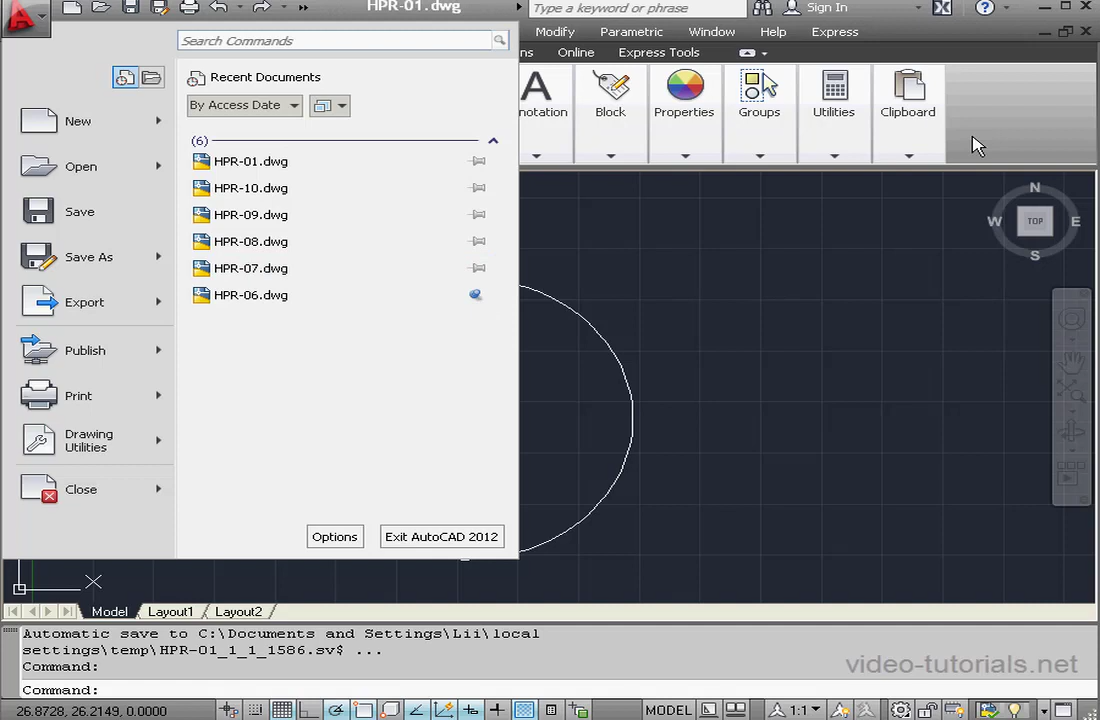 HPR-01.dwg
Type a keyword or phrase
Sign In
Modify Parametric Window Help Express
Search Commands
ns Online Express Tools
Recent Documents
By Access Date
notation
Block
Properties
Groups
Utilities
Clipboard
New
Open
Save
Save As
Export
Publish
Print
Drawing
Utilities
Close
(6)
HPR-01.dwg
HPR-10.dwg
HPR-09.dwg
HPR-08.dwg
HPR-07.dwg
HPR-06.dwg
Options
Exit AutoCAD 2012
N
W TOP E
S
X
Model Layout1 Layout2
Automatic save to C:\Documents and Settings\Lii\local
settings\temp\HPR-01_1_1_1586.sv$ ...
Command:
Command:
video-tutorials.net
26.8728, 26.2149, 0.0000
MODEL
1:1